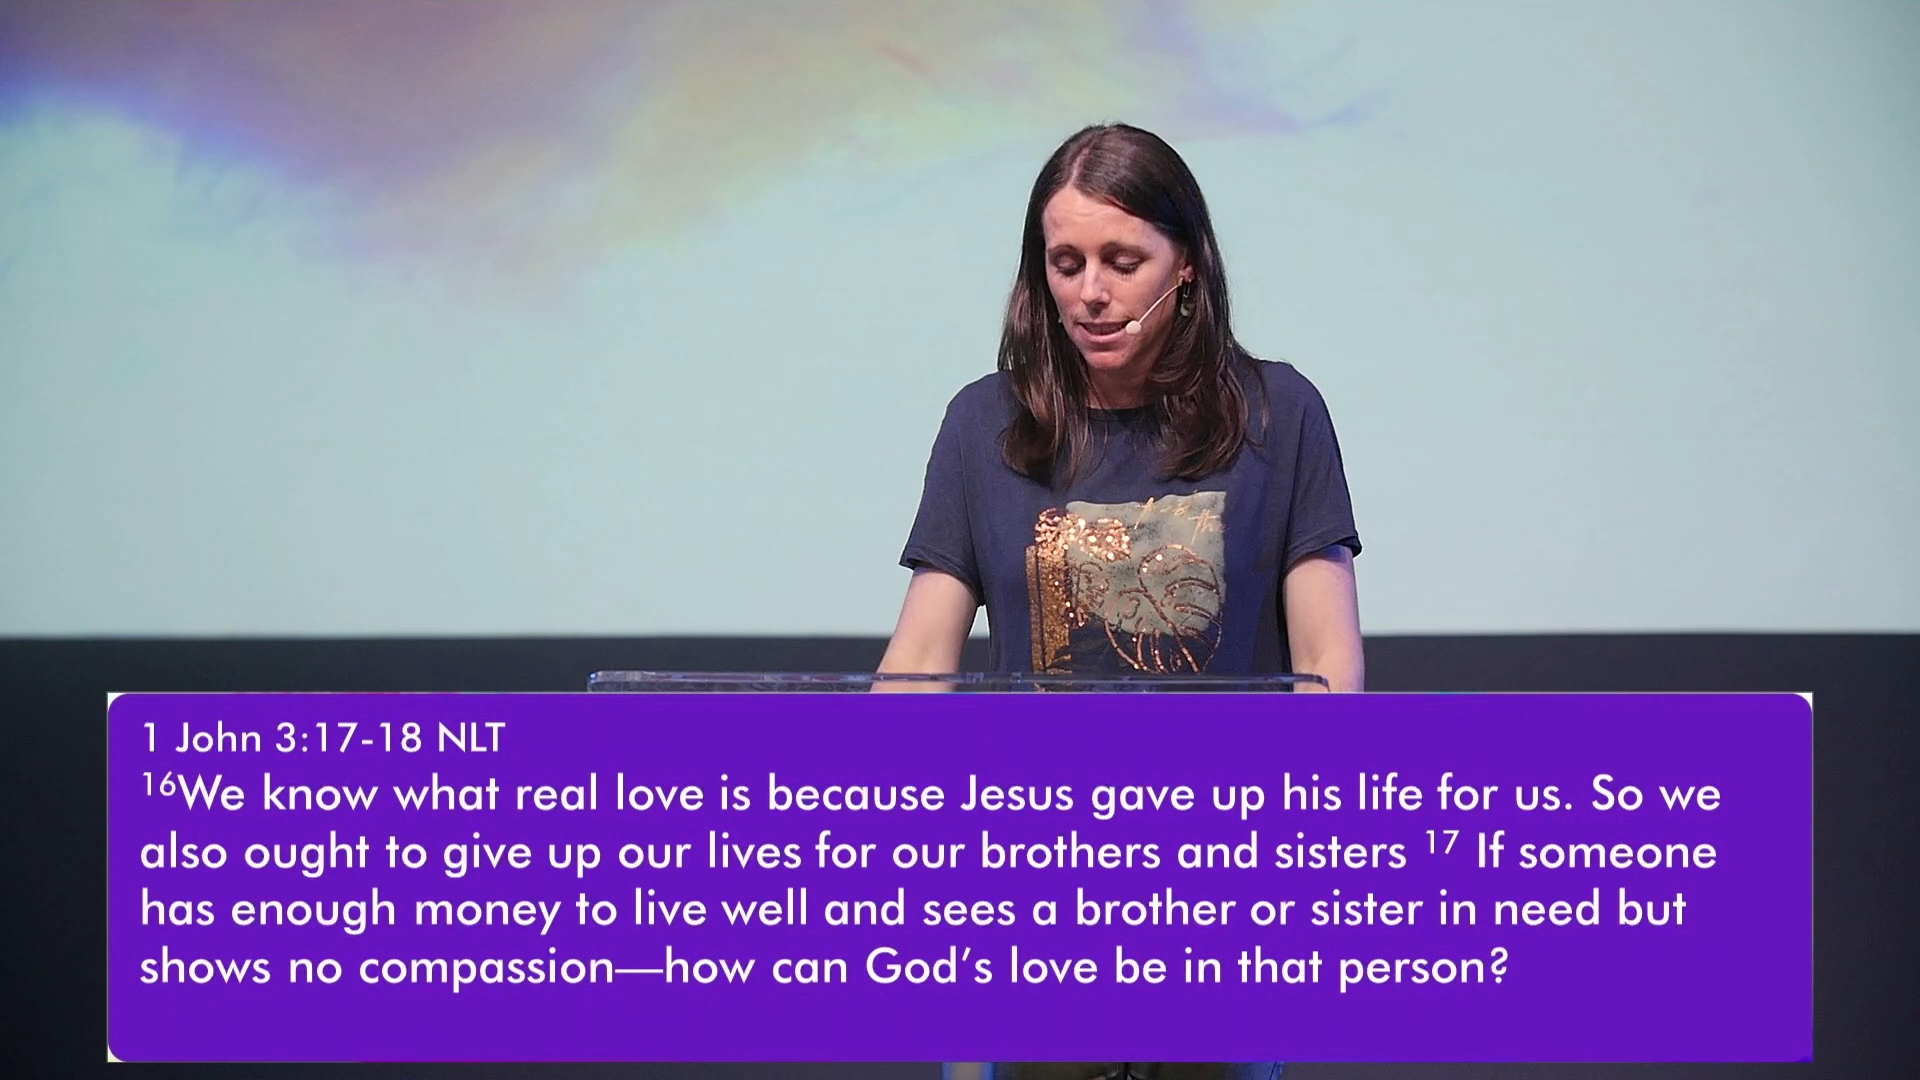 1 John 3:17-18 NLT
¹⁶We know what real love is because Jesus gave up his life for us. So we
also ought to give up our lives for our brothers and sisters ¹⁷ If someone
has enough money to live well and sees a brother or sister in need but
shows no compassion—how can God's love be in that person?